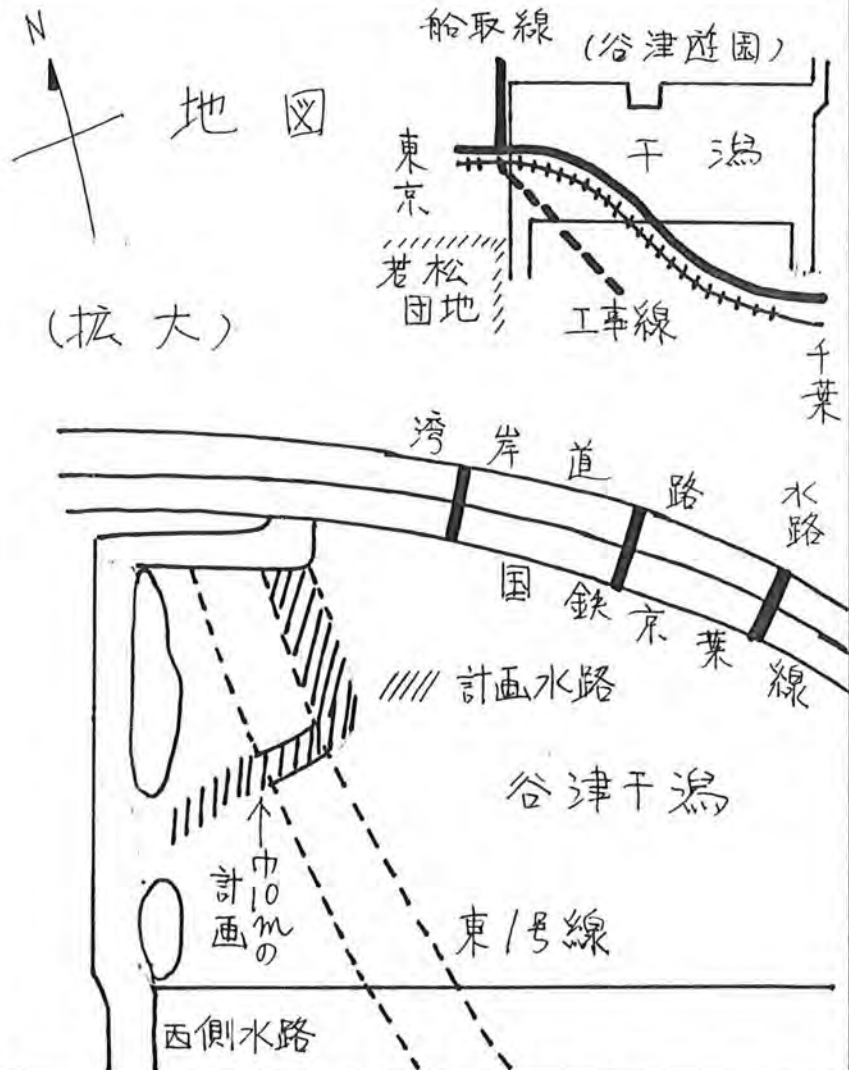 N
地図
船取線
(谷津遊園)
干潟
東京
若松
団地
工事線
千葉
(拡大)
湾岸道路
水路
国鉄京葉線
計画水路
谷津干潟
巾10mの
計画
東1号線
西側水路